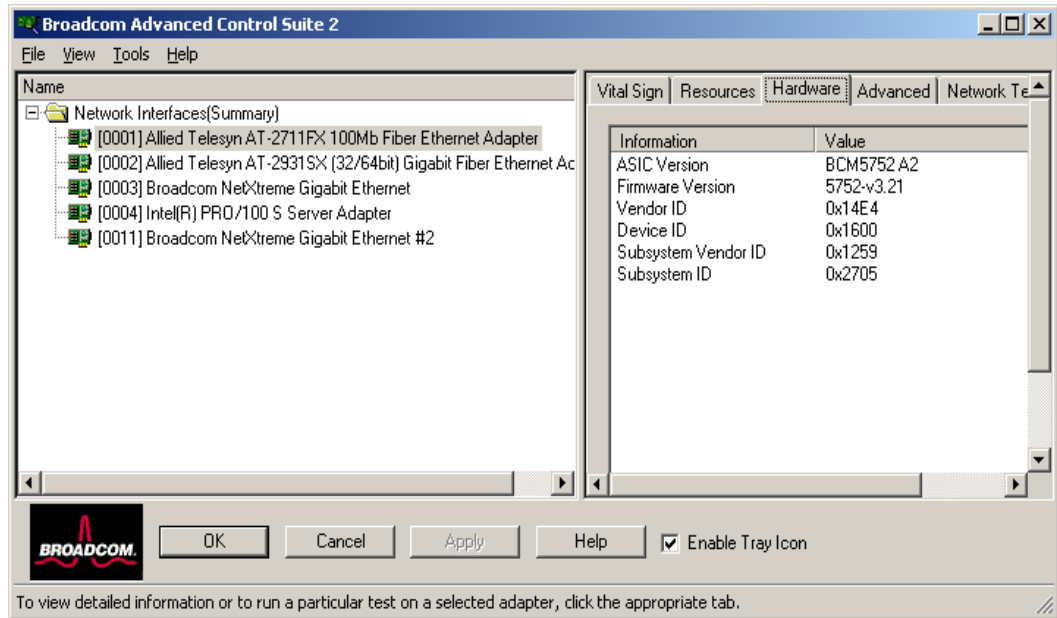 Broadcom Advanced Control Suite 2
File View Tools Help
Name
Network Interfaces(Summary)
[0001] Allied Telesyn AT-2711FX 100Mb Fiber Ethernet Adapter
[0002] Allied Telesyn AT-2931SX (32/64bit) Gigabit Fiber Ethernet Ac
[0003] Broadcom NetXtreme Gigabit Ethernet
[0004] Intel(R) PRO/100 S Server Adapter
[0011] Broadcom NetXtreme Gigabit Ethernet #2
Vital Sign Resources Hardware Advanced Network Te
Information Value
ASIC Version BCM5752 A2
Firmware Version 5752-v3.21
Vendor ID 0x14E4
Device ID 0x1600
Subsystem Vendor ID 0x1259
Subsystem ID 0x2705
BROADCOM.
OK Cancel Apply Help Enable Tray Icon
To view detailed information or to run a particular test on a selected adapter, click the appropriate tab.